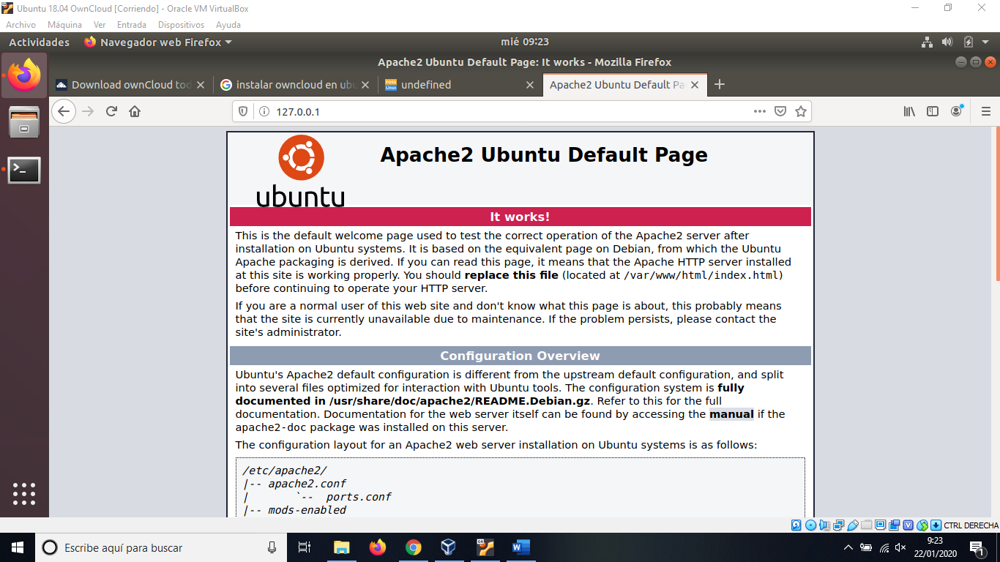 Ubuntu 18.04 OwnCloud [Corriendo] - Oracle VM VirtualBox
Archivo Máquina Ver Entrada Dispositivos Ayuda
Actividades Navegador web Firefox mié 09:23
Apache2 Ubuntu Default Page: It works - Mozilla Firefox
Download ownCloud tod instalar owncloud en ubu undefined Apache2 Ubuntu Default Pa
127.0.0.1
Apache2 Ubuntu Default Page
ubuntu
It works!
This is the default welcome page used to test the correct operation of the Apache2 server after
installation on Ubuntu systems. It is based on the equivalent page on Debian, from which the Ubuntu
Apache packaging is derived. If you can read this page, it means that the Apache HTTP server installed
at this site is working properly. You should replace this file (located at /var/www/html/index.html)
before continuing to operate your HTTP server.
If you are a normal user of this web site and don't know what this page is about, this probably means
that the site is currently unavailable due to maintenance. If the problem persists, please contact the
site's administrator.
Configuration Overview
Ubuntu's Apache2 default configuration is different from the upstream default configuration, and split
into several files optimized for interaction with Ubuntu tools. The configuration system is fully
documented in /usr/share/doc/apache2/README.Debian.gz. Refer to this for the full
documentation. Documentation for the web server itself can be found by accessing the manual if the
apache2-doc package was installed on this server.
The configuration layout for an Apache2 web server installation on Ubuntu systems is as follows:
/etc/apache2/
|-- apache2.conf
|       `--  ports.conf
|-- mods-enabled
CTRL DERECHA
Escribe aquí para buscar
9:23
22/01/2020
1